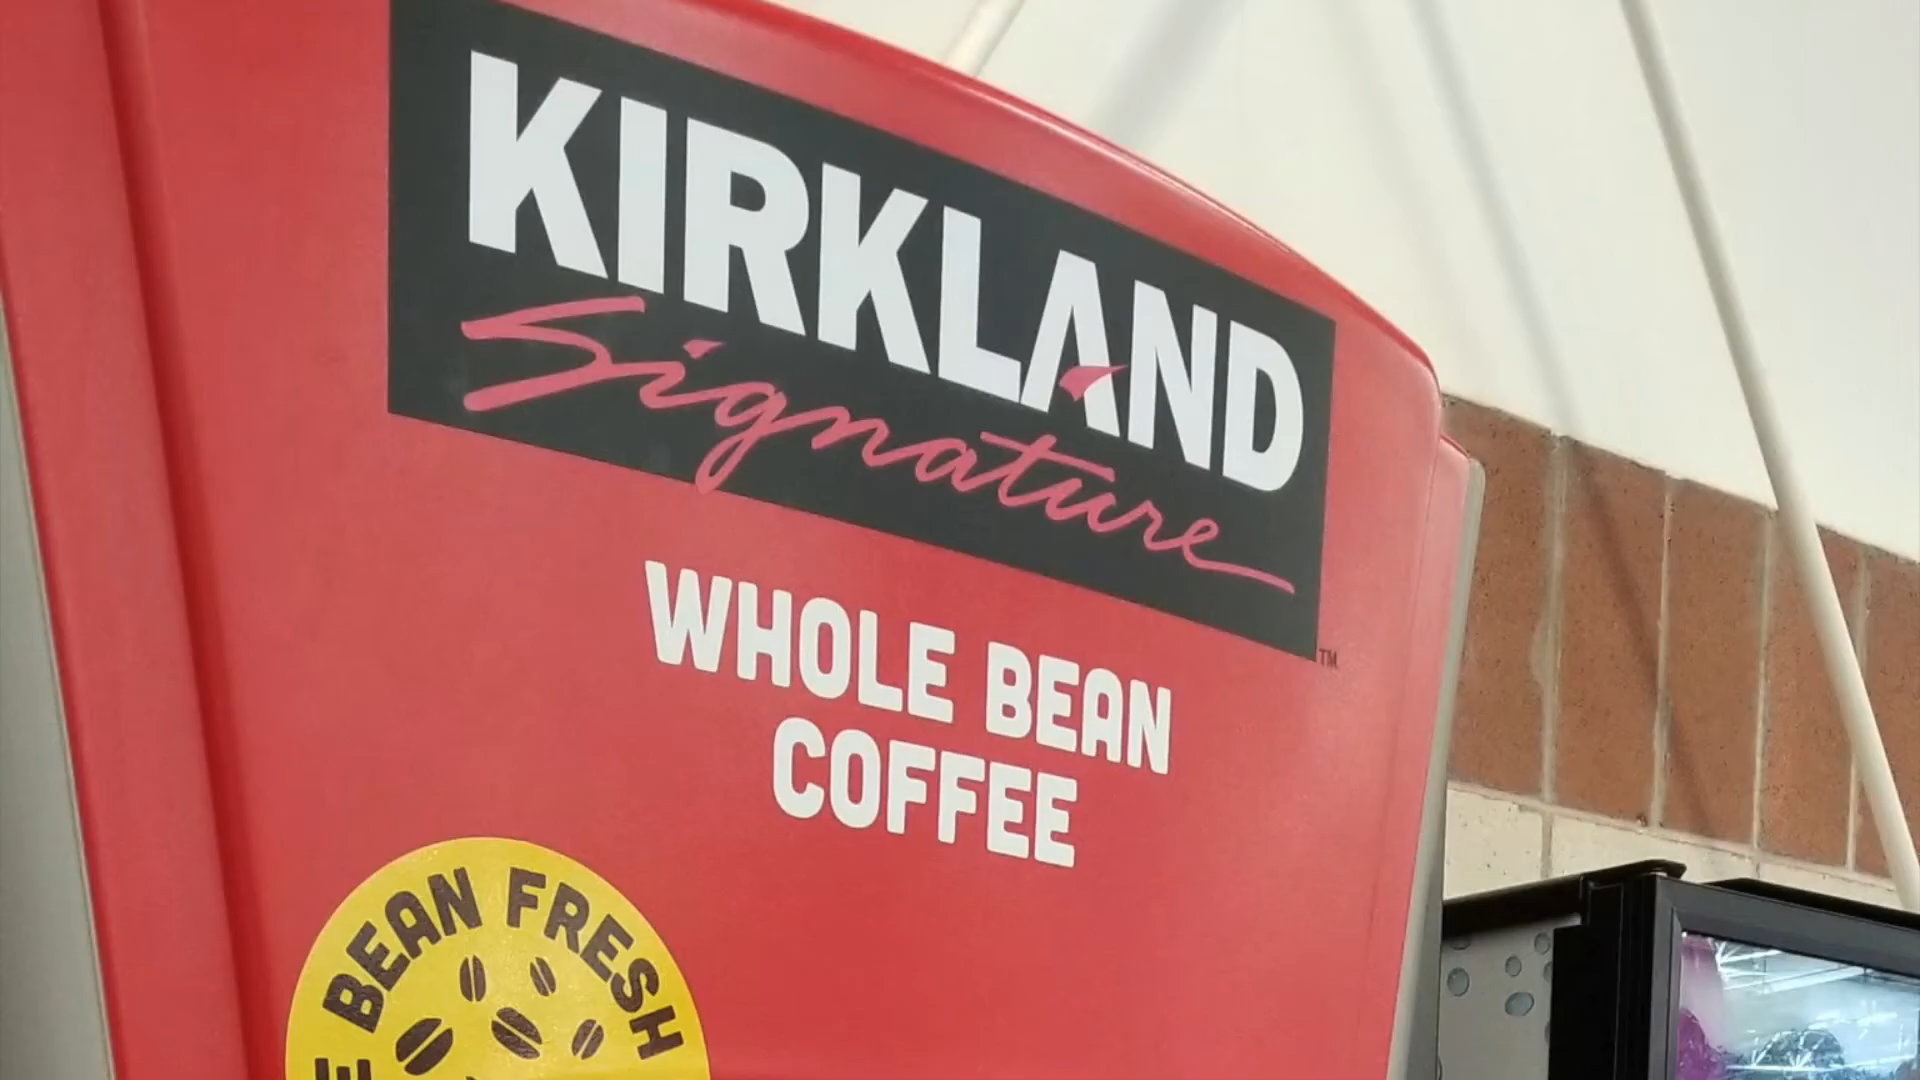 KIRKLAND
Signature
TM
WHOLE BEAN
COFFEE
BEAN FRESH